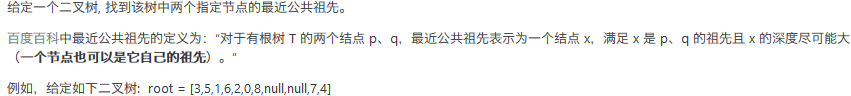 给定一个二叉树, 找到该树中两个指定节点的最近公共祖先。
百度百科中最近公共祖先的定义为：“对于有根树 T 的两个结点 p、q，最近公共祖先表示为一个结点 x，满足 x 是 p、q 的祖先且 x 的深度尽可能大
（一个节点也可以是它自己的祖先）。”
例如，给定如下二叉树: root = [3,5,1,6,2,0,8,null,null,7,4]